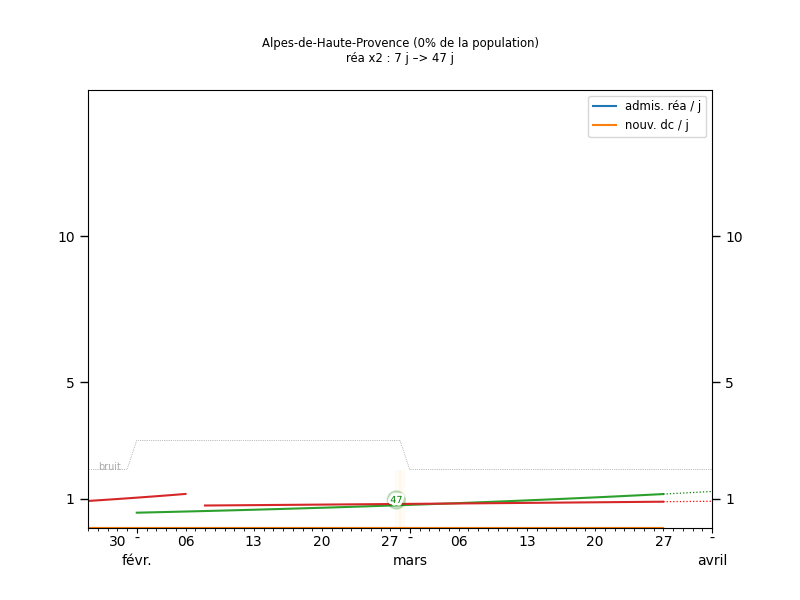 Alpes-de-Haute-Provence (0% de la population)
réa x2 : 7 j –> 47 j
admis. réa / j
nouv. dc / j
10 10
5 5
bruit
47
1 1
30 - 06 13 20 27 - 06 13 20 27 -
févr. mars avril